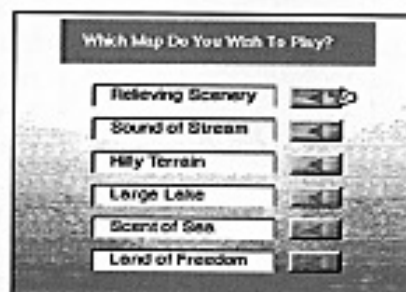 Which Map Do You Wish To Play?
Relieving Scenery
Sound of Stream
Hilly Terrain
Large Lake
Scent of Sea
Land of Freedom